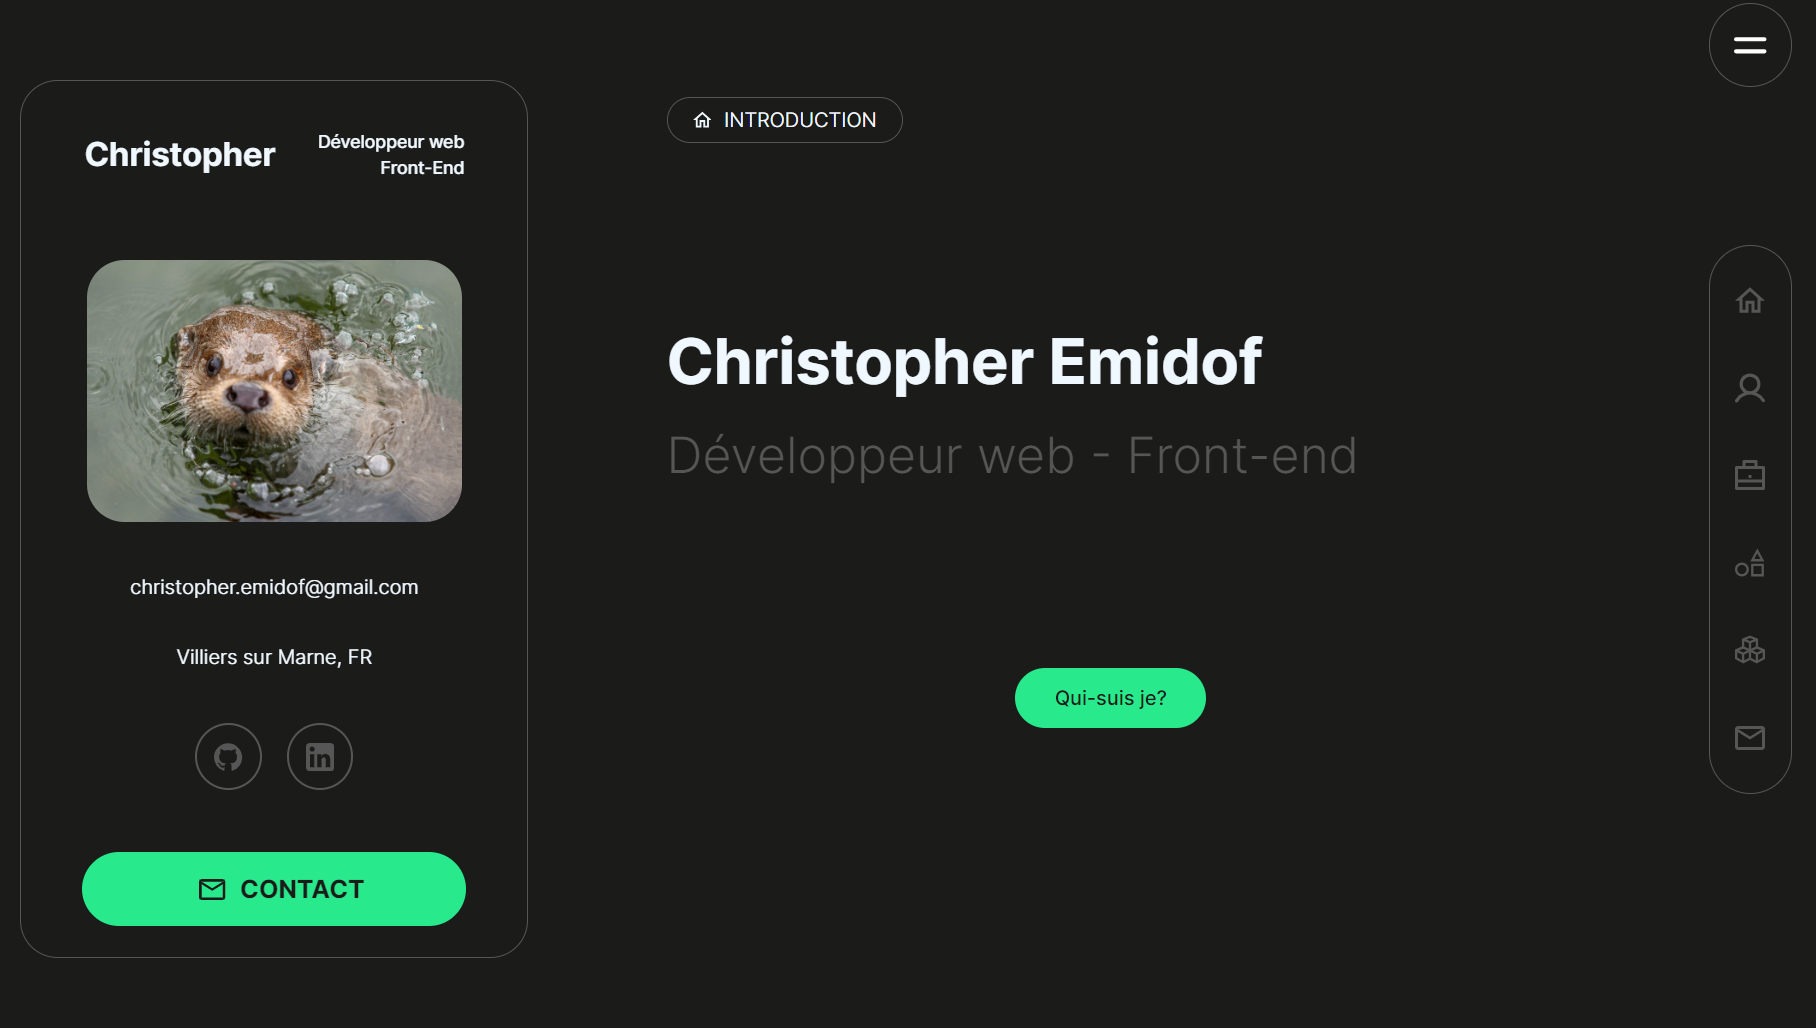 Christopher
Développeur web
Front-End
christopher.emidof@gmail.com
Villiers sur Marne, FR
CONTACT
INTRODUCTION
Christopher Emidof
Développeur web - Front-end
Qui-suis je?